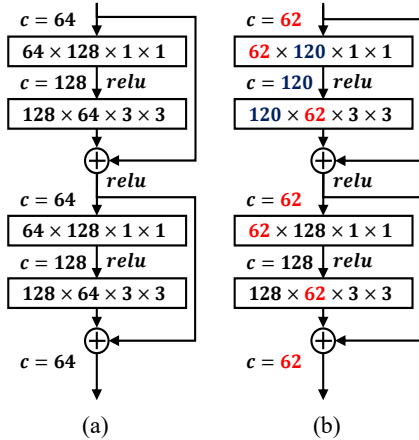 c = 64
64 × 128 × 1 × 1
c = 128 relu
128 × 64 × 3 × 3
relu
c = 64
64 × 128 × 1 × 1
c = 128 relu
128 × 64 × 3 × 3
c = 64
(a)
c = 62
62 × 120 × 1 × 1
c = 120 relu
120 × 62 × 3 × 3
relu
c = 62
62 × 128 × 1 × 1
c = 128 relu
128 × 62 × 3 × 3
c = 62
(b)